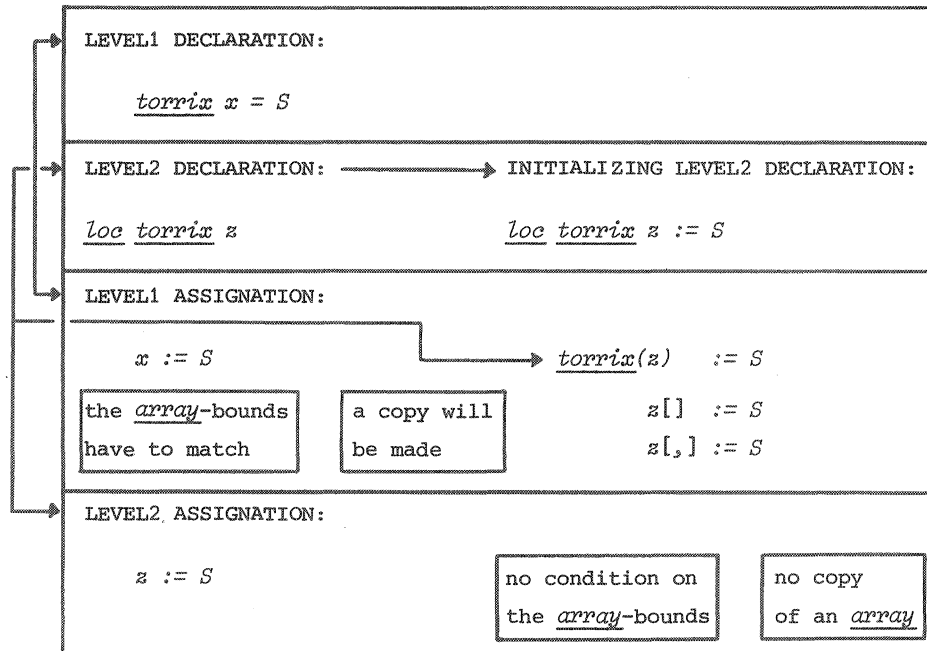 LEVEL1 DECLARATION:
torrix x = S
LEVEL2 DECLARATION:
INITIALIZING LEVEL2 DECLARATION:
loc torrix z
loc torrix z := S
LEVEL1 ASSIGNATION:
x := S
torrix(z) := S
the array-bounds
have to match
a copy will
be made
z[] := S
z[,] := S
LEVEL2 ASSIGNATION:
z := S
no condition on
the array-bounds
no copy
of an array